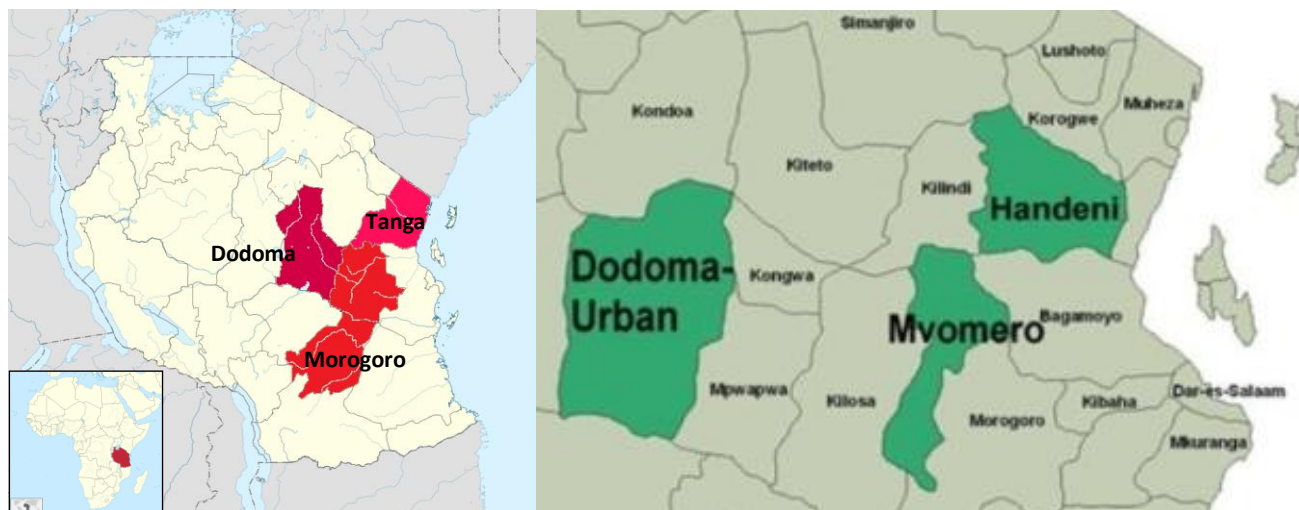 Tanga
Dodoma
Morogoro
Simanjiro
Lushoto
Kondoa
Muheza
Korogwe
Kiteto
Kilindi
Handeni
Dodoma-
Urban
Kongwa
Mvomero
Bagamoyo
Mpwapwa
Kilosa
Morogoro
Kibaha
Dar-es-Salaam
Mkuranga